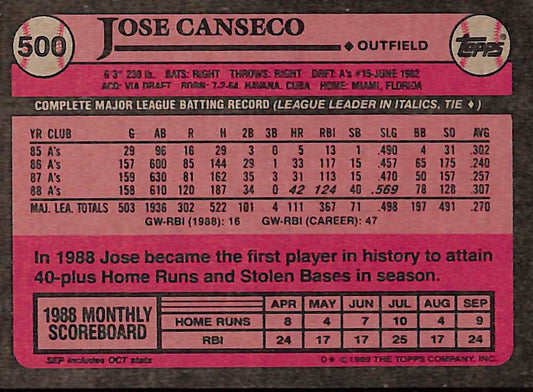 500
JOSE CANSECO
♦ OUTFIELD
TOPPS®
6'3" 230 lb. BATS: RIGHT THROWS: RIGHT DRFT: A's #15-JUNE 1982
ACQ: VIA DRAFT BORN: 7-2-64, HAVANA, CUBA HOME: MIAMI, FLORIDA
COMPLETE MAJOR LEAGUE BATTING RECORD (LEAGUE LEADER IN ITALICS, TIE ♦)
YR CLUB G AB R H 2B 3B HR RBI SB SLG BB SO AVG
85 A's 29 96 16 29 3 0 5 13 1 .490 4 31 .302
86 A's 157 600 85 144 29 1 33 117 15 .457 65 175 .240
87 A's 159 630 81 162 35 3 31 113 15 .470 50 157 .257
88 A's 158 610 120 187 34 0 42 124 40 .569 78 128 .307
MAJ. LEA. TOTALS 503 1936 302 522 101 4 111 367 71 .498 197 491 .270
GW-RBI (1988): 16 GW-RBI (CAREER): 47
In 1988 Jose became the first player in history to attain
40-plus Home Runs and Stolen Bases in season.
1988 MONTHLY SCOREBOARD
APR MAY JUN JUL AUG SEP
HOME RUNS 8 4 7 10 4 9
RBI 24 17 17 25 17 24
SEP includes OCT stats
D* © 1989 THE TOPPS COMPANY, INC.